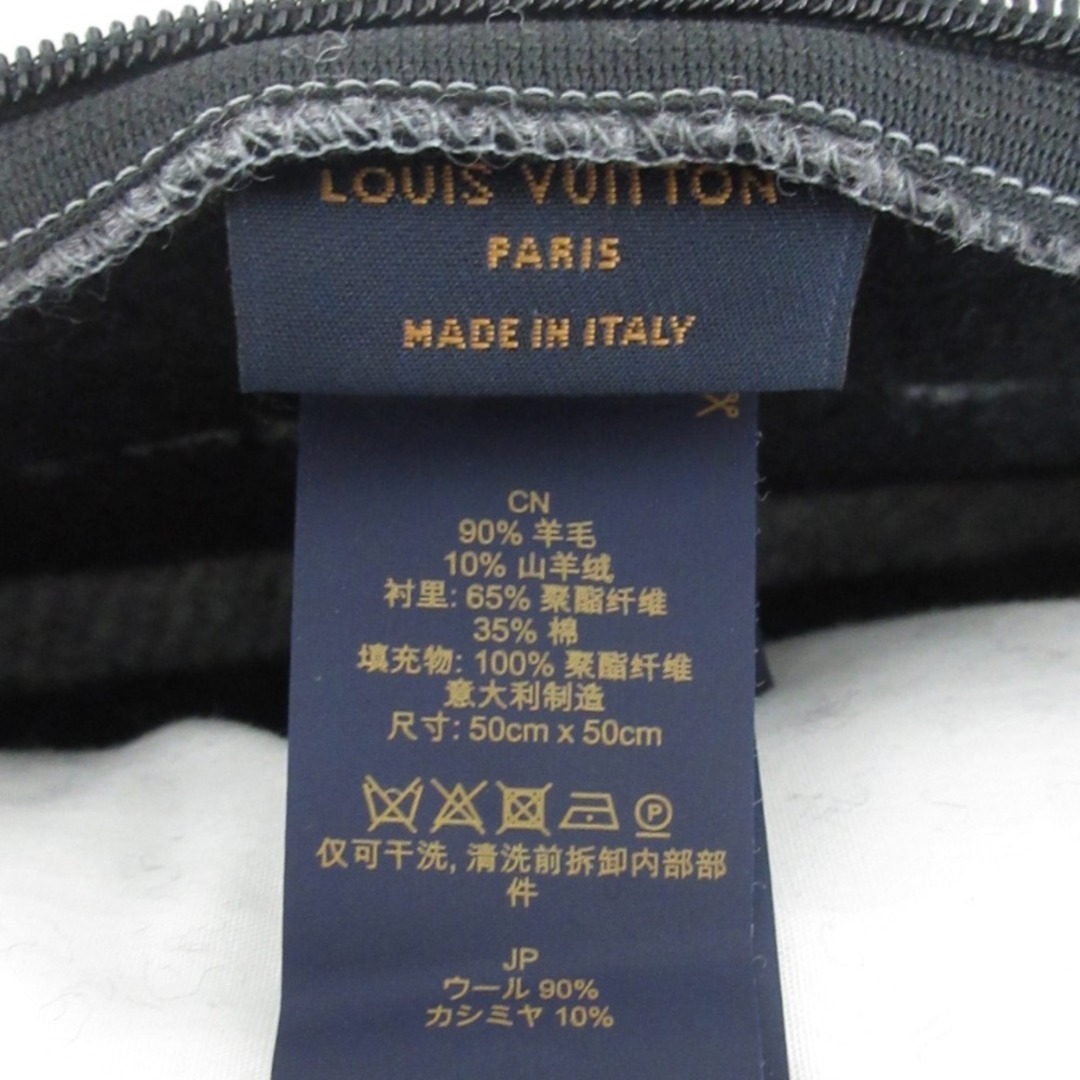 LOUIS VUITTON
PARIS
MADE IN ITALY
CN
90% 羊毛
10% 山羊绒
衬里: 65% 聚酯纤维
35% 棉
填充物: 100% 聚酯纤维
意大利制造
尺寸: 50cm x 50cm
P
仅可干洗, 清洗前拆卸内部部
件
JP
ウール 90%
カシミヤ 10%